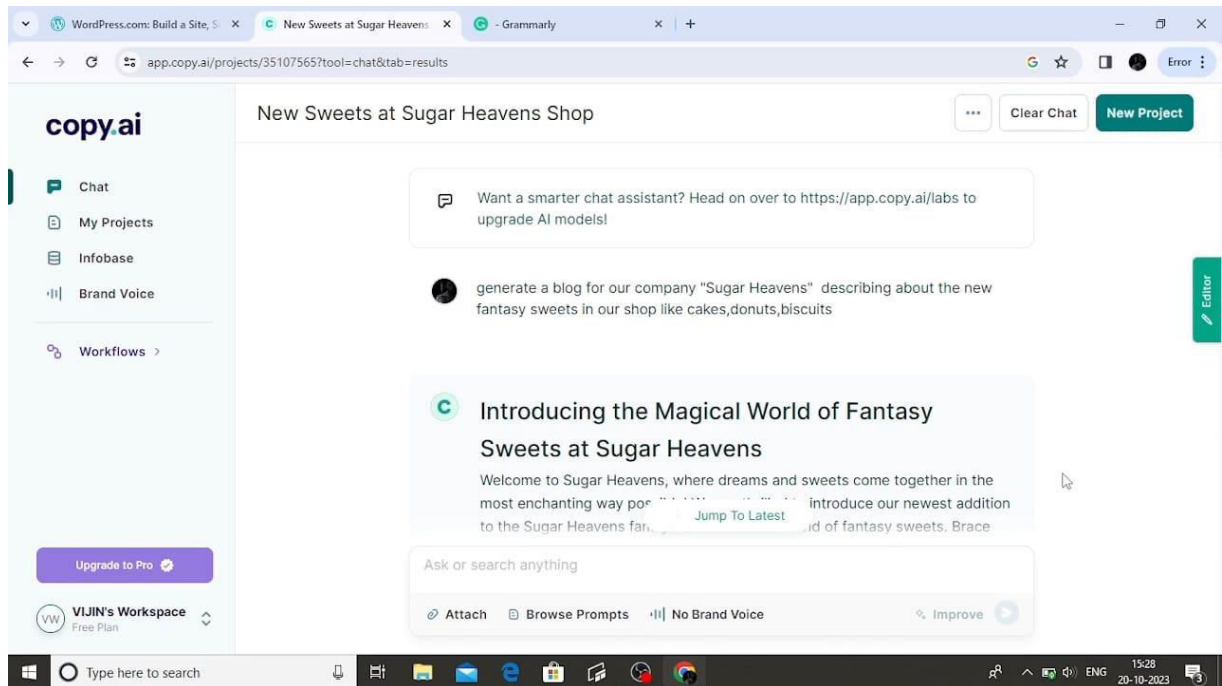 WordPress.com: Build a Site, S
New Sweets at Sugar Heavens
- Grammarly
app.copy.ai/projects/35107565?tool=chat&tab=results
Error
copy.ai
New Sweets at Sugar Heavens Shop
Clear Chat
New Project
Chat
My Projects
Infobase
Brand Voice
Workflows
Want a smarter chat assistant? Head on over to https://app.copy.ai/labs to
upgrade AI models!
generate a blog for our company "Sugar Heavens" describing about the new
fantasy sweets in our shop like cakes,donuts,biscuits
Editor
C
Introducing the Magical World of Fantasy
Sweets at Sugar Heavens
Welcome to Sugar Heavens, where dreams and sweets come together in the
most enchanting way introduce our newest addition
to the Sugar Heavens of fantasy sweets. Brace
Jump To Latest
Ask or search anything
Attach
Browse Prompts
No Brand Voice
Improve
Upgrade to Pro
VW
VIJIN's Workspace
Free Plan
Type here to search
ENG
15:28
20-10-2023
3